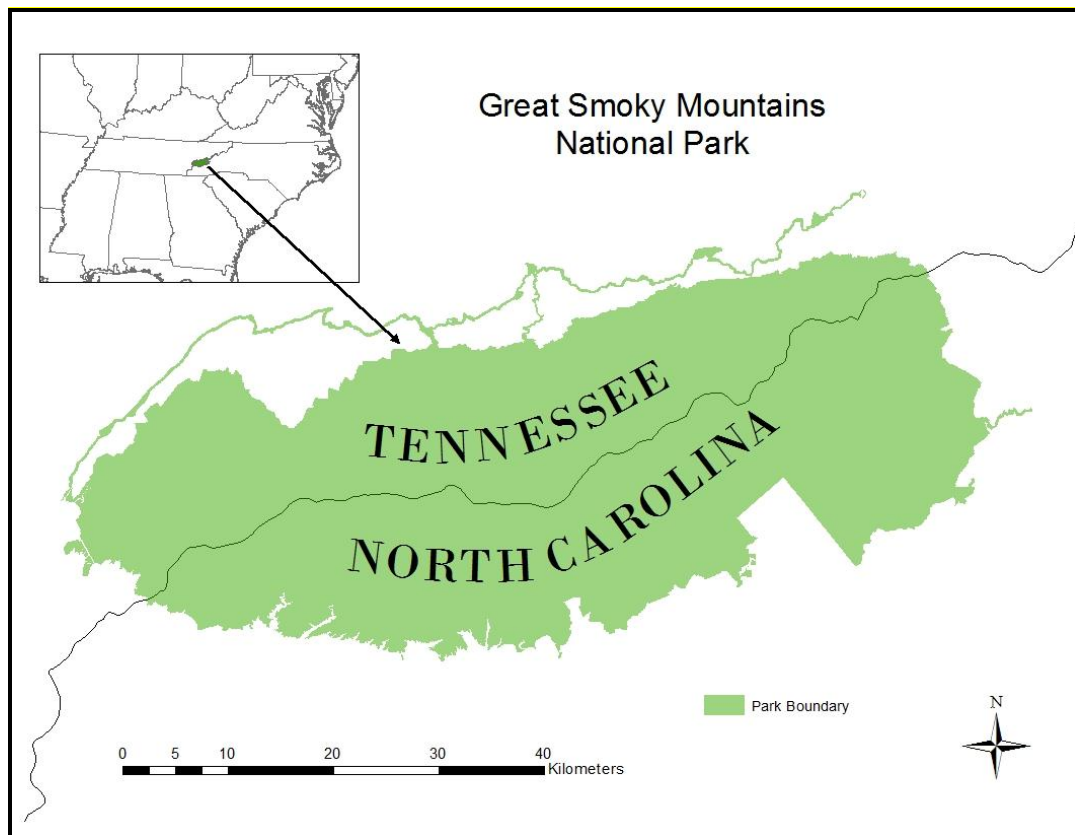 Great Smoky Mountains
National Park
TENNESSEE
NORTH CAROLINA
Park Boundary
N
0 5 10 20 30 40
Kilometers